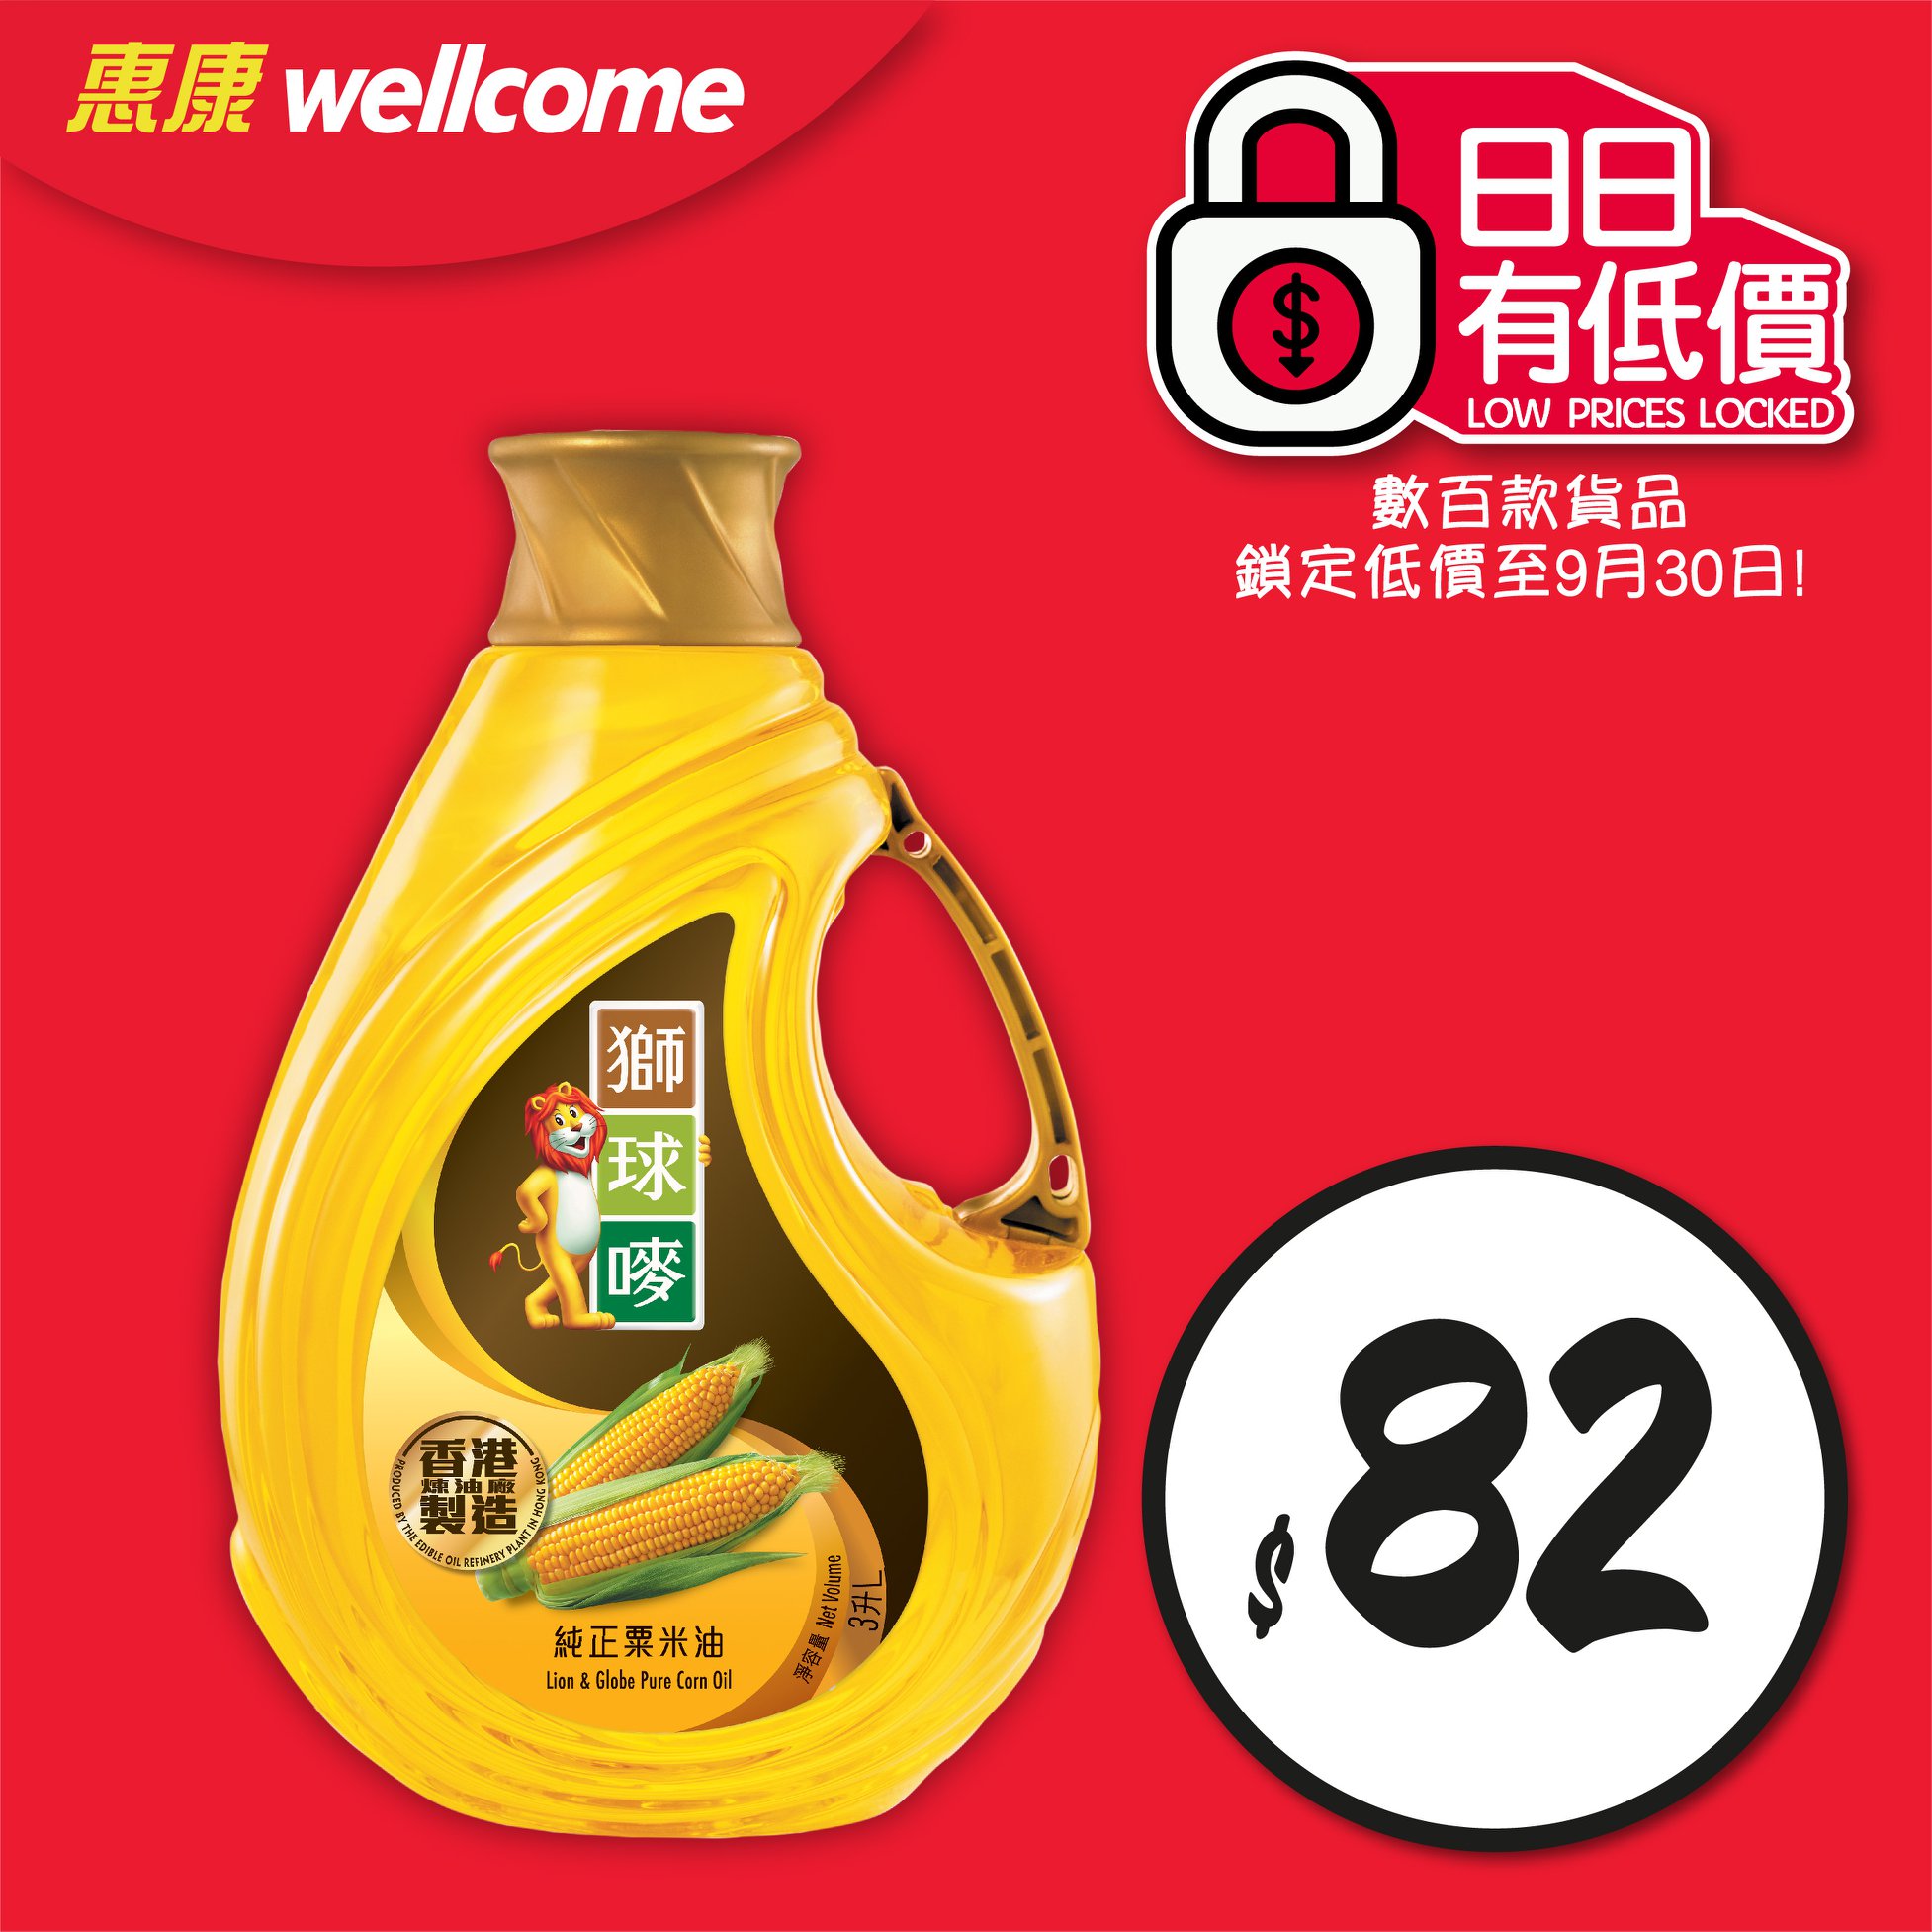 惠康 wellcome
日日
有低價
LOW PRICES LOCKED
數百款貨品
鎖定低價至9月30日!
獅
球
嘜
香港
煉油廠
製造
PRODUCED BY THE EDIBLE OIL REFINERY PLANT IN HONG KONG
純正粟米油
Lion & Globe Pure Corn Oil
淨容量 Net Volume
3升L
$82